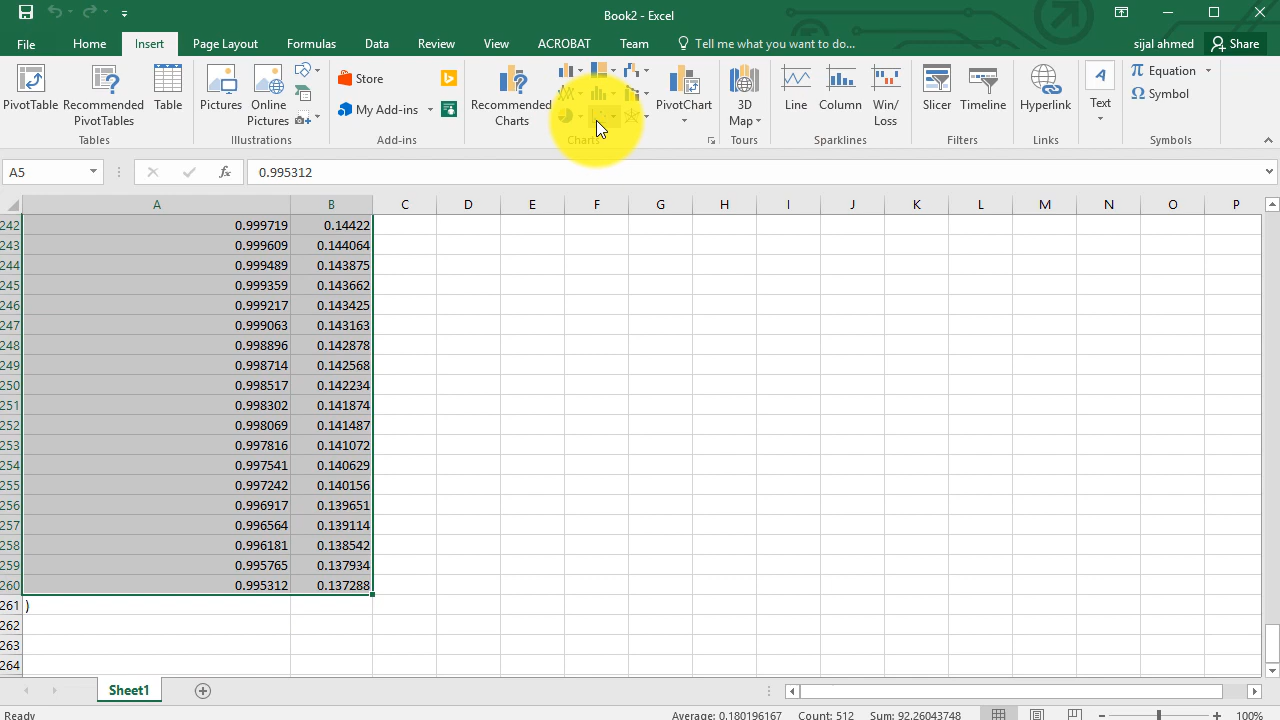 Book2 - Excel
File Home Insert Page Layout Formulas Data Review View ACROBAT Team Tell me what you want to do... sijal ahmed Share
PivotTable Recommended PivotTables Table
Tables
Pictures Online Pictures
Illustrations
Store
My Add-ins
Add-ins
Recommended Charts
Charts
PivotChart
3D Map
Tours
Line Column Win/Loss
Sparklines
Slicer Timeline
Filters
Hyperlink
Links
A
Text
π Equation
Ω Symbol
Symbols
A5 fx 0.995312
A B C D E F G H I J K L M N O P
242 0.999719 0.14422
243 0.999609 0.144064
244 0.999489 0.143875
245 0.999359 0.143662
246 0.999217 0.143425
247 0.999063 0.143163
248 0.998896 0.142878
249 0.998714 0.142568
250 0.998517 0.142234
251 0.998302 0.141874
252 0.998069 0.141487
253 0.997816 0.141072
254 0.997541 0.140629
255 0.997242 0.140156
256 0.996917 0.139651
257 0.996564 0.139114
258 0.996181 0.138542
259 0.995765 0.137934
260 0.995312 0.137288
261 )
262
263
264
Sheet1
Ready Average: 0.180196167 Count: 512 Sum: 92.26043748 100%